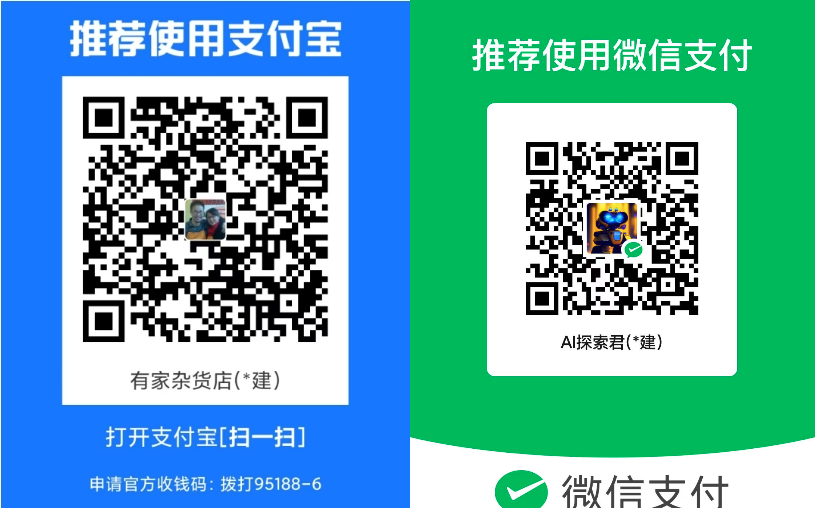 推荐使用支付宝
有家杂货店(*建)
打开支付宝[扫一扫]
申请官方收钱码：拨打95188-6
推荐使用微信支付
AI探索君(*建)
微信支付